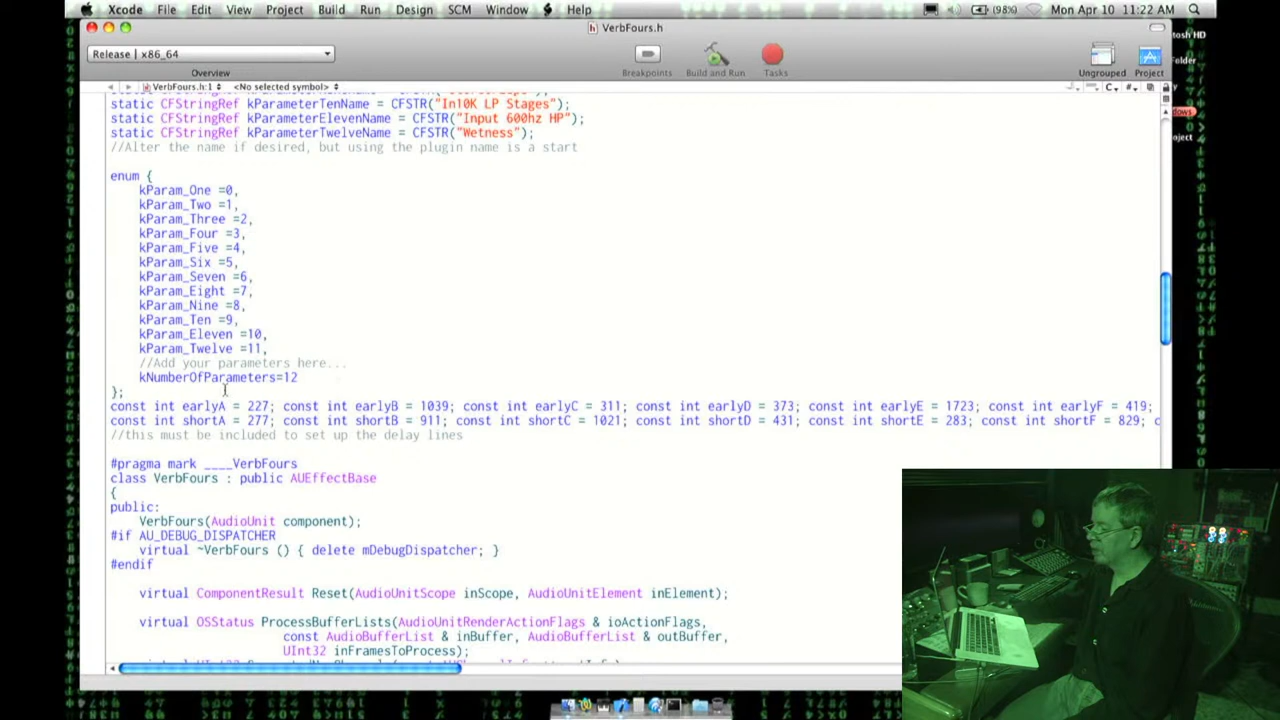 Xcode File Edit View Project Build Run Format Design SCM Window Help (98%) Mon Apr 10 11:22 AM
VerbFours.h
Release | x86_64
Overview Breakpoints Build and Run Tasks Ungrouped Project
VerbFours.h:1 <No selected symbol>
static CFStringRef kParameterTenName = CFSTR("In10K LP Stages");
static CFStringRef kParameterElevenName = CFSTR("Input 600hz HP");
static CFStringRef kParameterTwelveName = CFSTR("Wetness");
//Alter the name if desired, but using the plugin name is a start
enum {
kParam_One =0,
kParam_Two =1,
kParam_Three =2,
kParam_Four =3,
kParam_Five =4,
kParam_Six =5,
kParam_Seven =6,
kParam_Eight =7,
kParam_Nine =8,
kParam_Ten =9,
kParam_Eleven =10,
kParam_Twelve =11,
//Add your parameters here...
kNumberOfParameters=12
};
const int earlyA = 227; const int earlyB = 1039; const int earlyC = 311; const int earlyD = 373; const int earlyE = 1723; const int earlyF = 419;
const int shortA = 277; const int shortB = 911; const int shortC = 1021; const int shortD = 431; const int shortE = 283; const int shortF = 829; c
//this must be included to set up the delay lines
#pragma mark ____VerbFours
class VerbFours : public AUEffectBase
{
public:
VerbFours(AudioUnit component);
#if AU_DEBUG_DISPATCHER
virtual ~VerbFours () { delete mDebugDispatcher; }
#endif
virtual ComponentResult Reset(AudioUnitScope inScope, AudioUnitElement inElement);
virtual OSStatus ProcessBufferLists(AudioUnitRenderActionFlags & ioActionFlags,
const AudioBufferList & inBuffer, AudioBufferList & outBuffer,
UInt32 inFramesToProcess);